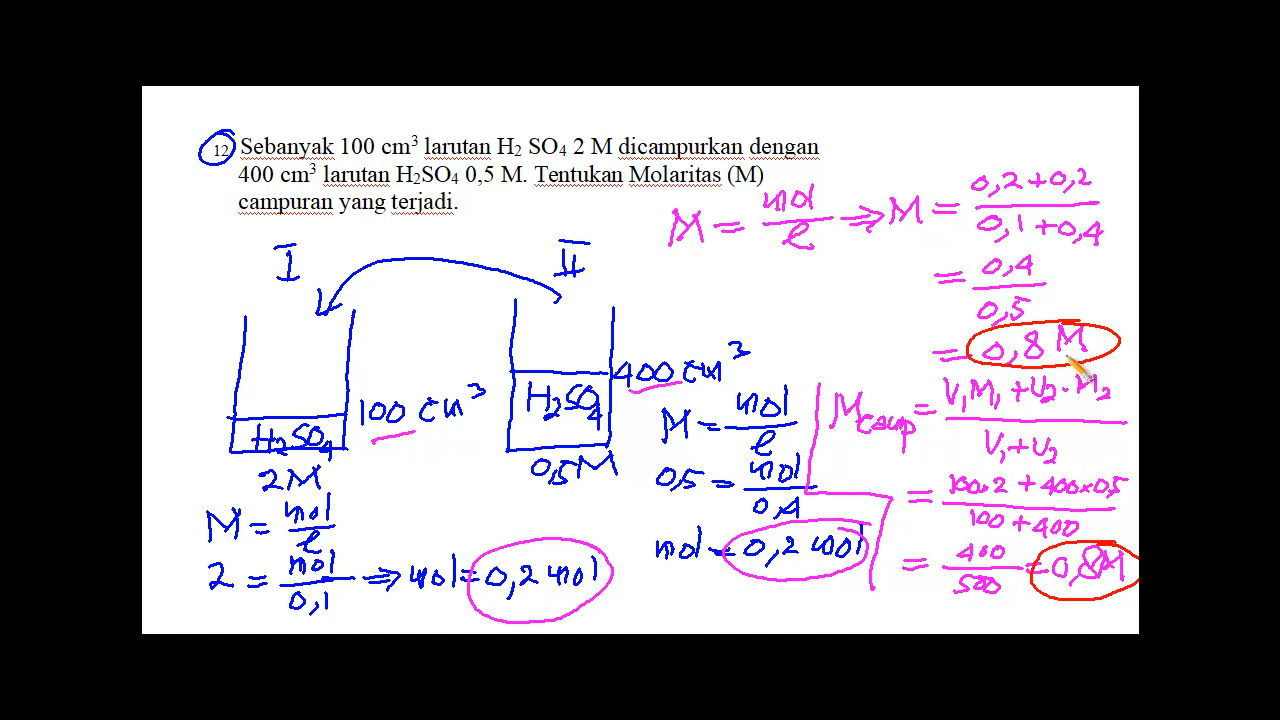 12 Sebanyak 100 cm³ larutan H₂ SO₄ 2 M dicampurkan dengan
400 cm³ larutan H₂SO₄ 0,5 M. Tentukan Molaritas (M)
campuran yang terjadi.
I
II
100 cm³
H₂SO₄
2M
400 cm³
H₂SO₄
0,5M
M = mol/l
2 = mol/0,1 ⇒ mol = 0,2 mol
M = mol/l
0,5 = mol/0,4
mol = 0,2 mol
M = mol/l ⇒ M = 0,2+0,2/0,1+0,4
= 0,4/0,5
= 0,8 M
Mcamp = V₁M₁ + V₂.M₂/V₁+V₂
= 100.2 + 400×0,5/100+400
= 400/500 = 0,8M